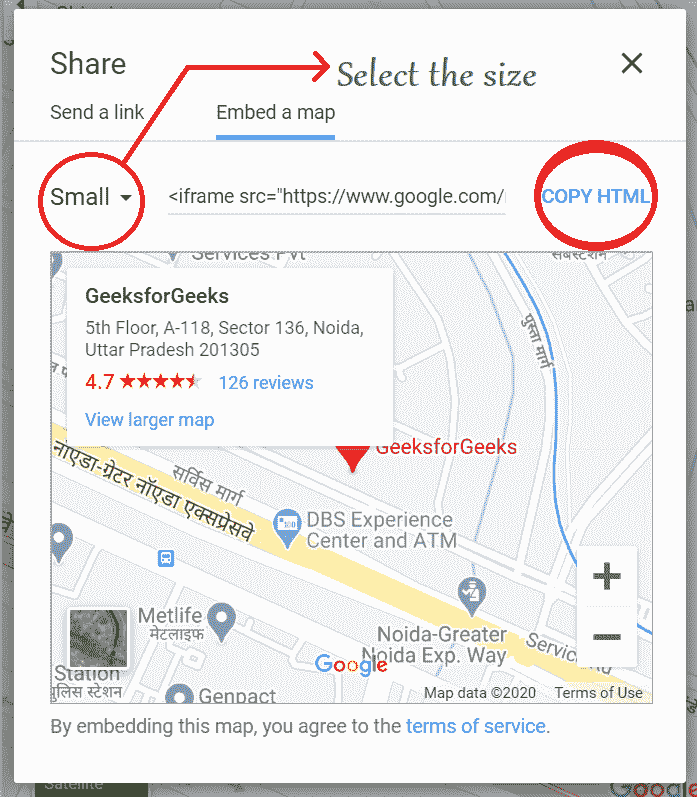 Share
Select the size
Send a link
Embed a map
Small
<iframe src="https://www.google.com/
COPY HTML
Services Pvt
सबस्टेशन
GeeksforGeeks
5th Floor, A-118, Sector 136, Noida,
Uttar Pradesh 201305
4.7
126 reviews
View larger map
पुस्ता मार्ग
GeeksforGeeks
सर्विस मार्ग
नॉएडा-ग्रेटर नॉएडा एक्सप्रेसवे
DBS Experience
Center and ATM
Metlife
मेटलाइफ
Noida-Greater
Noida Exp. Way
Service Rd
Station
पुलिस स्टेशन
Genpact
Google
Map data ©2020
Terms of Use
By embedding this map, you agree to the terms of service.
Satellite
Google